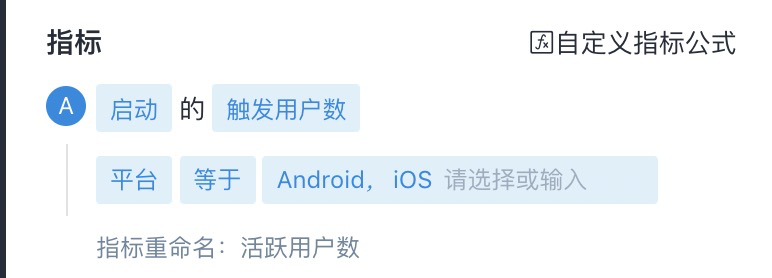 指标 自定义指标公式
A 启动 的 触发用户数
平台 等于 Android， iOS 请选择或输入
指标重命名：活跃用户数